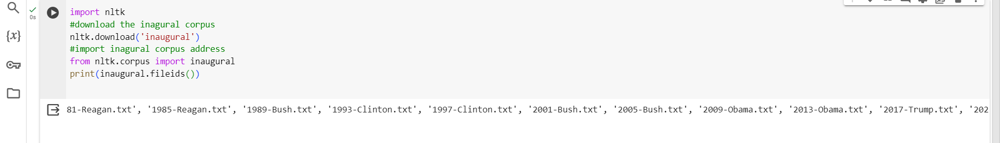 {x}
0s
import nltk
#download the inagural corpus
nltk.download('inaugural')
#import inagural corpus address
from nltk.corpus import inaugural
print(inaugural.fileids())
81-Reagan.txt', '1985-Reagan.txt', '1989-Bush.txt', '1993-Clinton.txt', '1997-Clinton.txt', '2001-Bush.txt', '2005-Bush.txt', '2009-Obama.txt', '2013-Obama.txt', '2017-Trump.txt', '202